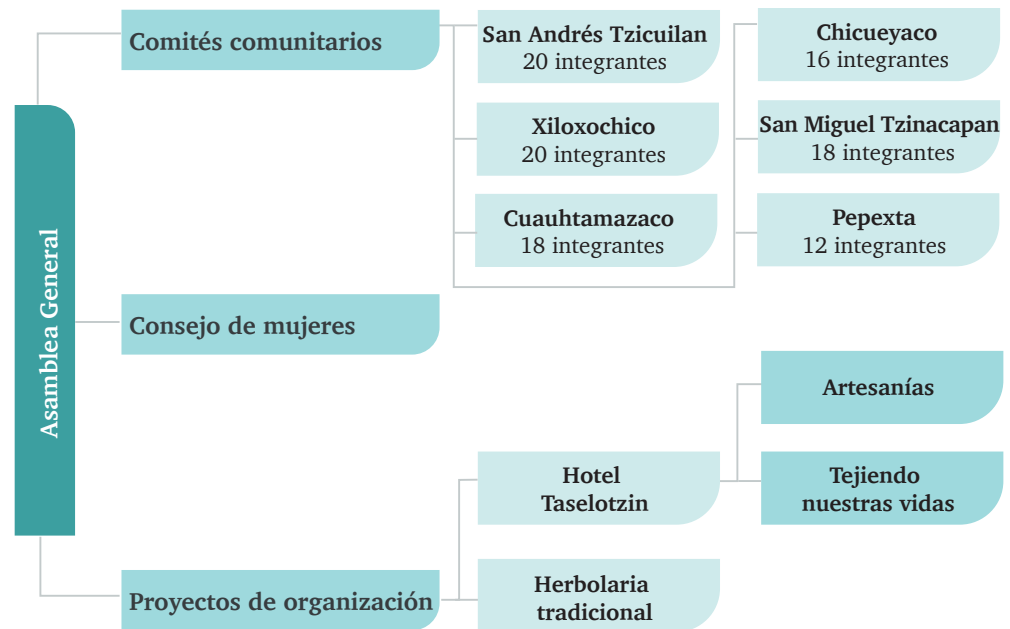 Asamblea General
Comités comunitarios
San Andrés Tzicuilan
20 integrantes
Xiloxochico
20 integrantes
Cuauhtamazaco
18 integrantes
Chicueyaco
16 integrantes
San Miguel Tzinacapan
18 integrantes
Pepexta
12 integrantes
Consejo de mujeres
Proyectos de organización
Hotel
Taselotzin
Herbolaria
tradicional
Artesanías
Tejiendo
nuestras vidas